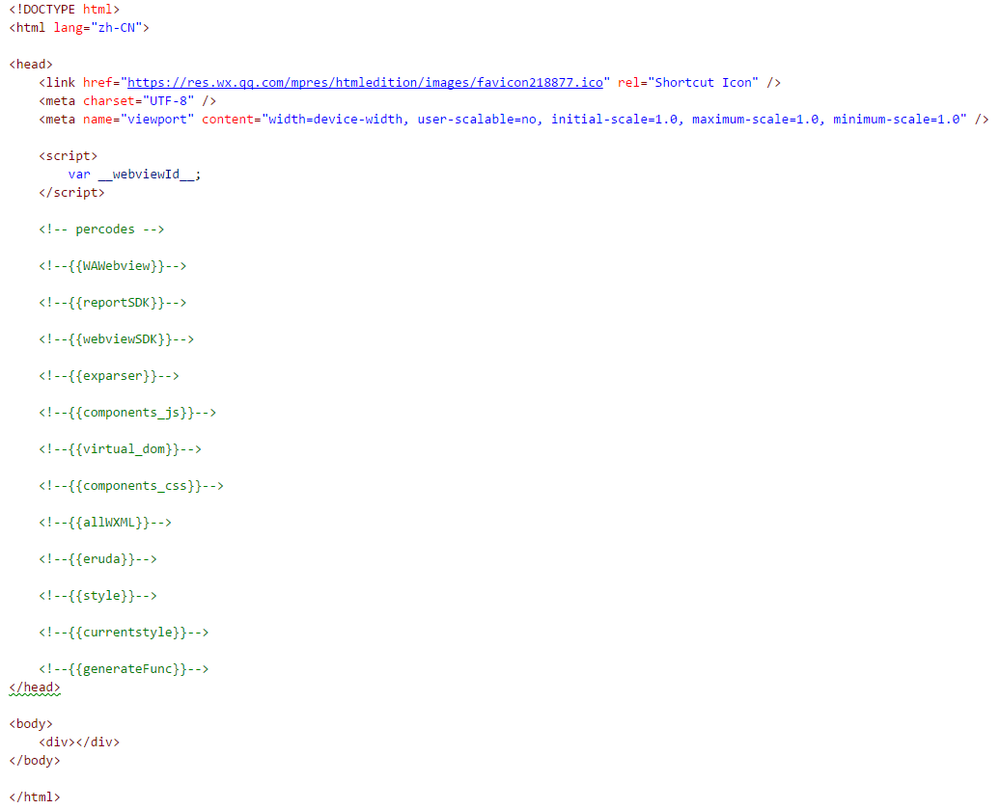 <!DOCTYPE html>
<html lang="zh-CN">
<head>
<link href="https://res.wx.qq.com/mpres/htmledition/images/favicon218877.ico" rel="Shortcut Icon" />
<meta charset="UTF-8" />
<meta name="viewport" content="width=device-width, user-scalable=no, initial-scale=1.0, maximum-scale=1.0, minimum-scale=1.0" />
<script>
var __webviewId__;
</script>
<!-- percodes -->
<!--{{WAWebview}}-->
<!--{{reportSDK}}-->
<!--{{webviewSDK}}-->
<!--{{exparser}}-->
<!--{{components_js}}-->
<!--{{virtual_dom}}-->
<!--{{components_css}}-->
<!--{{allWXML}}-->
<!--{{eruda}}-->
<!--{{style}}-->
<!--{{currentstyle}}-->
<!--{{generateFunc}}-->
</head>
<body>
<div></div>
</body>
</html>